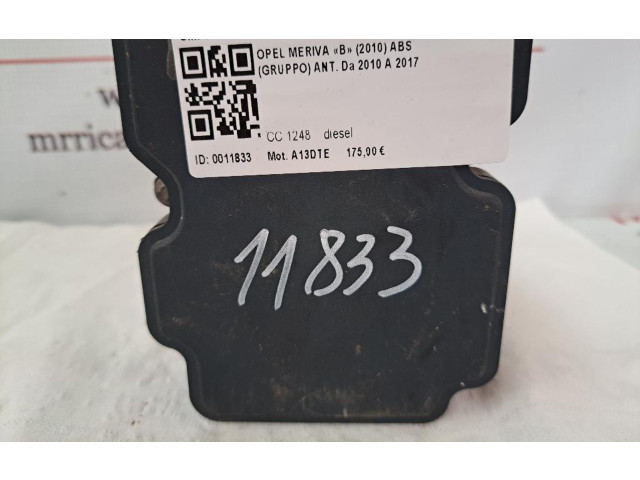 OPEL MERIVA «B» (2010) ABS
(GRUPPO) ANT. Da 2010 A 2017
CC 1248 diesel
ID: 0011833 Mot. A13DTE 175,00 €
w
mrrica
11833